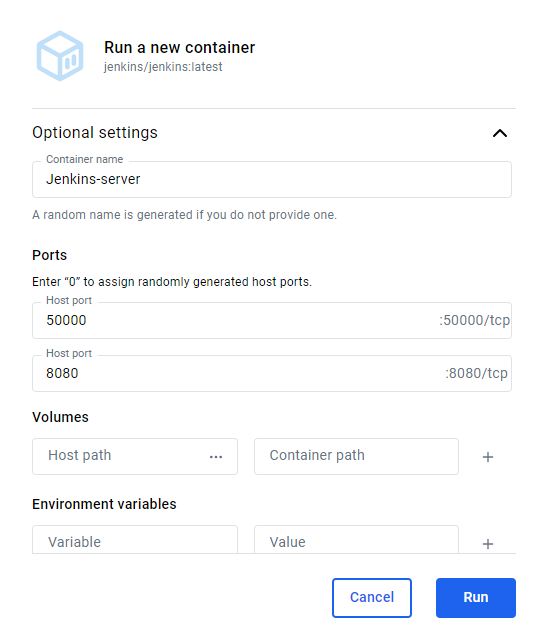 Run a new container
jenkins/jenkins:latest
Optional settings
Container name
Jenkins-server
A random name is generated if you do not provide one.
Ports
Enter “0” to assign randomly generated host ports.
Host port
50000 :50000/tcp
Host port
8080 :8080/tcp
Volumes
Host path ... Container path +
Environment variables
Variable Value +
Cancel Run